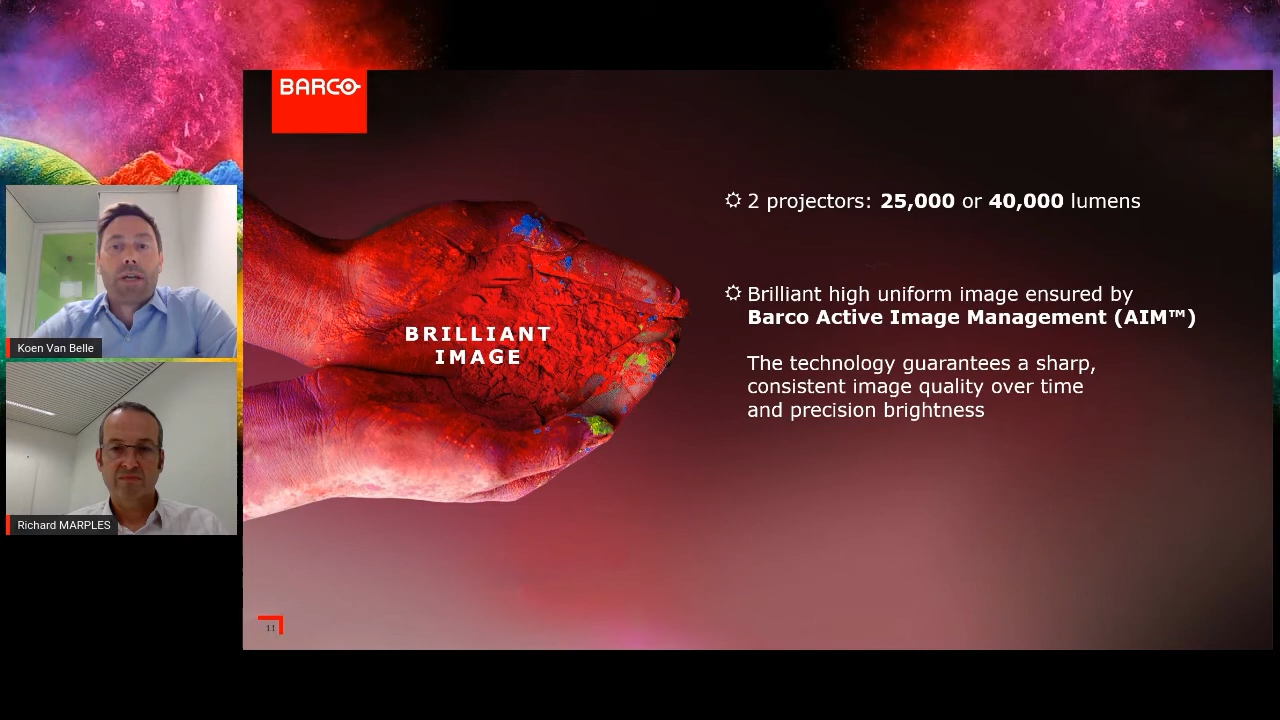 BARCO
Koen Van Belle
Richard MARPLES
BRILLIANT
IMAGE
2 projectors: 25,000 or 40,000 lumens
Brilliant high uniform image ensured by
Barco Active Image Management (AIM™)
The technology guarantees a sharp,
consistent image quality over time
and precision brightness
11